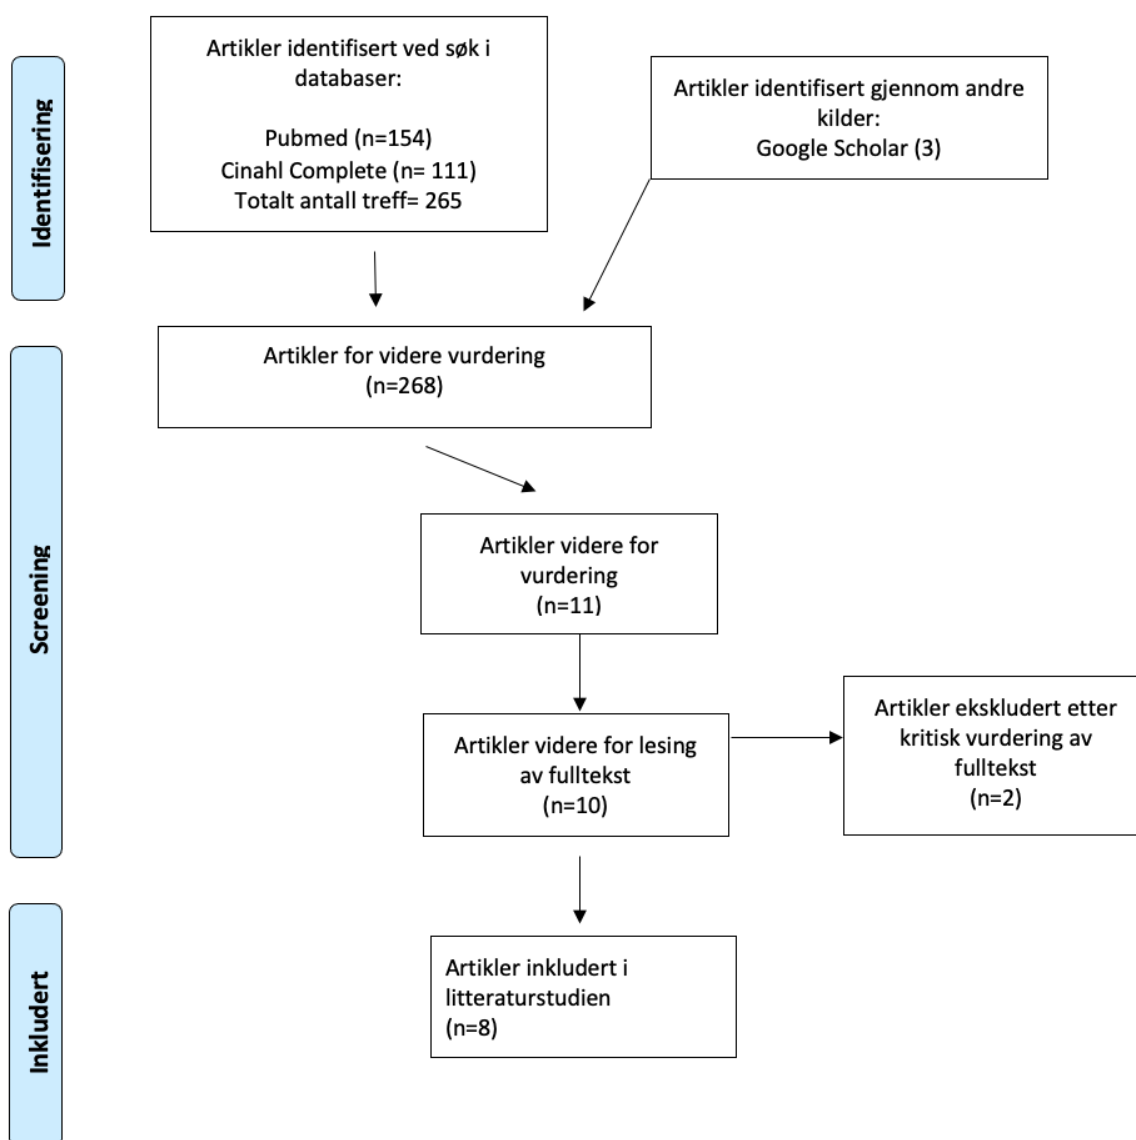 Identifisering
Artikler identifisert ved søk i
databaser:
Pubmed (n=154)
Cinahl Complete (n= 111)
Totalt antall treff= 265
Artikler identifisert gjennom andre
kilder:
Google Scholar (3)
Screening
Artikler for videre vurdering
(n=268)
Artikler videre for
vurdering
(n=11)
Artikler videre for lesing
av fulltekst
(n=10)
Artikler ekskludert etter
kritisk vurdering av
fulltekst
(n=2)
Inkludert
Artikler inkludert i
litteraturstudien
(n=8)